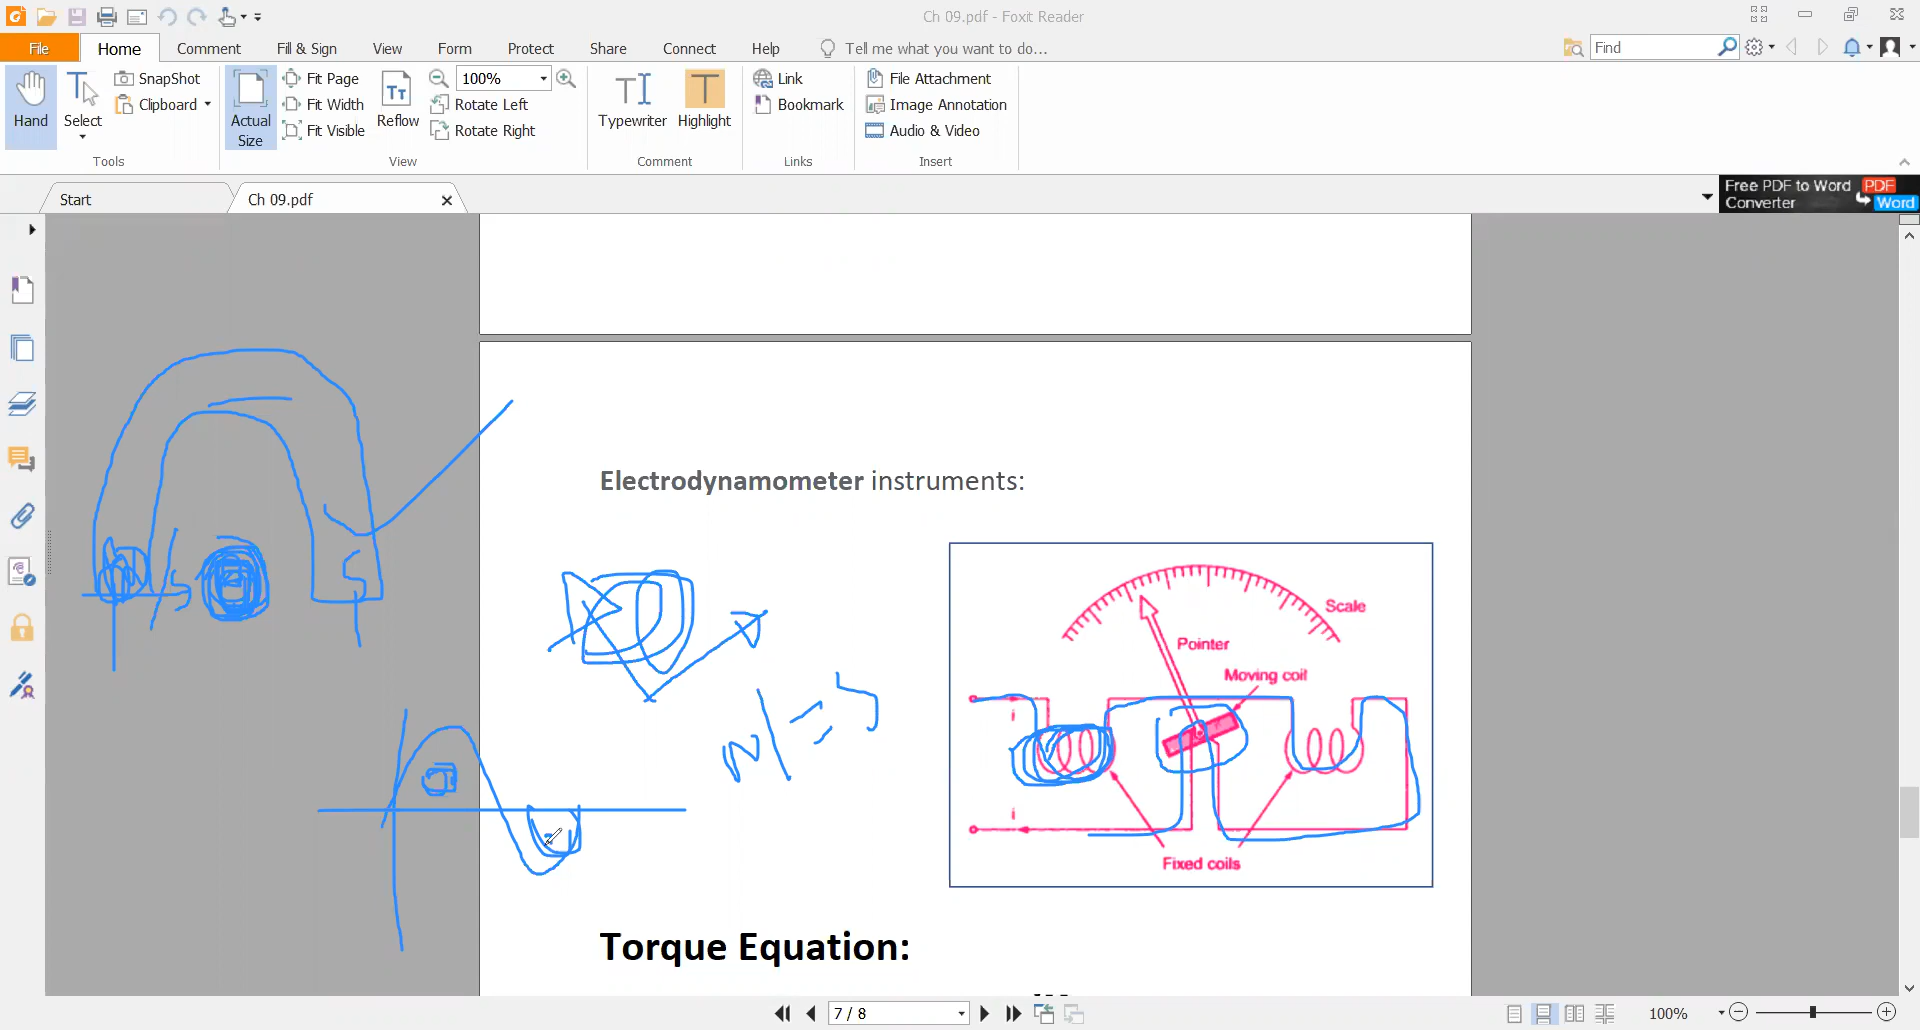 Ch 09.pdf - Foxit Reader
File Home Comment Fill & Sign View Form Protect Share Connect Help Tell me what you want to do... Find
Hand
Select
SnapShot
Clipboard
Tools
Actual
Size
Fit Page
Fit Width
Fit Visible
Reflow
100%
Rotate Left
Rotate Right
View
Typewriter
Highlight
Comment
Link
Bookmark
Links
File Attachment
Image Annotation
Audio & Video
Insert
Start
Ch 09.pdf
Free PDF to Word
Converter
PDF
Word
Electrodynamometer instruments:
Scale
Pointer
Moving coil
i
i
Fixed coils
Torque Equation:
7 / 8
100%